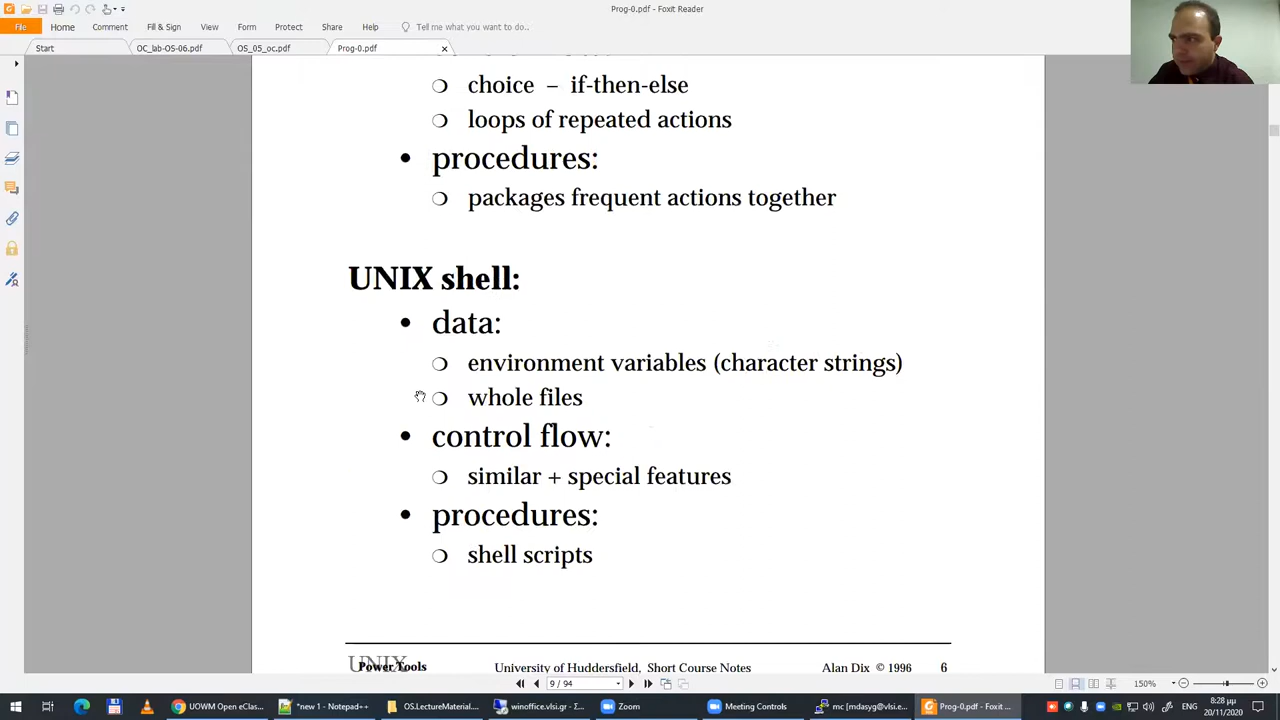 Prog-0.pdf - Foxit Reader
File Home Comment Fill & Sign View Form Protect Share Help Tell me what you want to do..
Start OC_lab-OS-06.pdf OS_05_oc.pdf Prog-0.pdf
❍ choice – if-then-else
❍ loops of repeated actions
• procedures:
❍ packages frequent actions together
UNIX shell:
• data:
❍ environment variables (character strings)
❍ whole files
• control flow:
❍ similar + special features
• procedures:
❍ shell scripts
UNIX Power Tools University of Huddersfield, Short Course Notes Alan Dix © 1996 6
9 / 94 150%
UOWM Open eClas... *new 1 - Notepad++ OS.LectureMaterial.... winoffice.vlsi.gr - Σ... Zoom Meeting Controls mc [mdasyg@vlsi.e... Prog-0.pdf - Foxit R... 8:28 μμ
20/11/2020